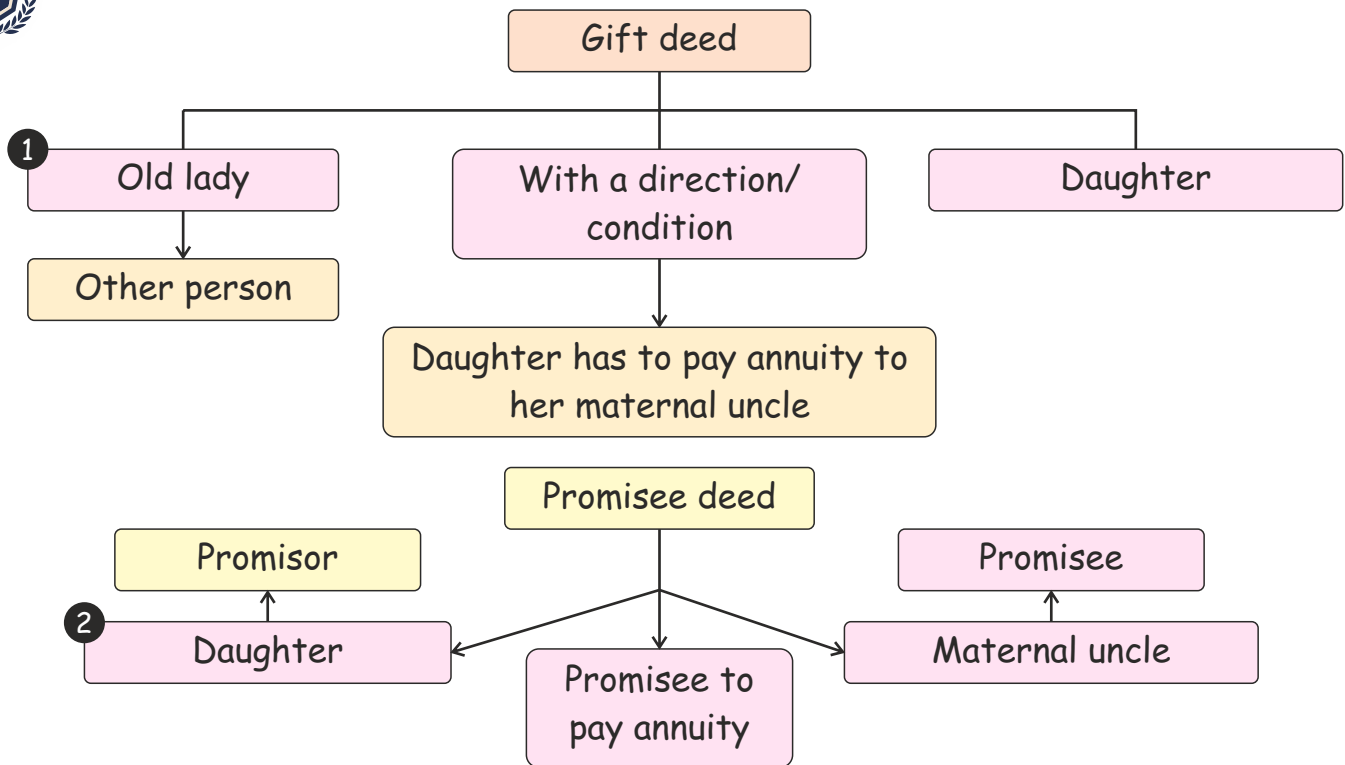 Gift deed
1
Old lady
With a direction/
condition
Daughter
Other person
Daughter has to pay annuity to
her maternal uncle
Promisee deed
Promisor
Promisee
2
Daughter
Maternal uncle
Promisee to
pay annuity